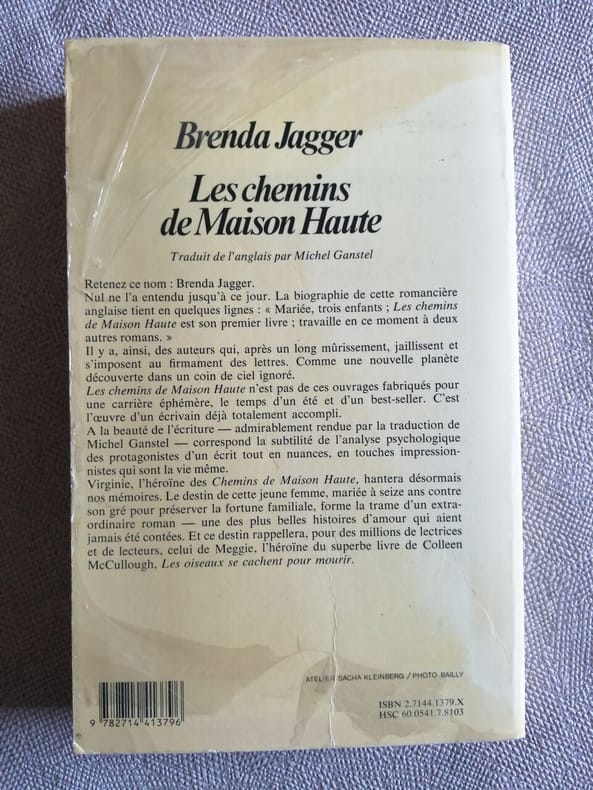 Brenda Jagger
Les chemins
de Maison Haute
Traduit de l'anglais par Michel Ganstel
Retenez ce nom : Brenda Jagger.
Nul ne l'a entendu jusqu'à ce jour. La biographie de cette romancière
anglaise tient en quelques lignes : « Mariée, trois enfants ; Les chemins
de Maison Haute est son premier livre ; travaille en ce moment à deux
autres romans. »
Il y a, ainsi, des auteurs qui, après un long mûrissement, jaillissent et
s'imposent au firmament des lettres. Comme une nouvelle planète
découverte dans un coin de ciel ignoré.
Les chemins de Maison Haute n'est pas de ces ouvrages fabriqués pour
une carrière éphémère, le temps d'un été et d'un best-seller. C'est
l'œuvre d'un écrivain déjà totalement accompli.
A la beauté de l'écriture — admirablement rendue par la traduction de
Michel Ganstel — correspond la subtilité de l'analyse psychologique
des protagonistes d'un écrit tout en nuances, en touches impression-
nistes qui sont la vie même.
Virginie, l'héroïne des Chemins de Maison Haute, hantera désormais
nos mémoires. Le destin de cette jeune femme, mariée à seize ans contre
son gré pour préserver la fortune familiale, forme la trame d'un extra-
ordinaire roman — une des plus belles histoires d'amour qui aient
jamais été contées. Et ce destin rappellera, pour des millions de lectrices
et de lecteurs, celui de Meggie, l'héroïne du superbe livre de Colleen
McCullough, Les oiseaux se cachent pour mourir.
ATELIER SACHA KLEINBERG / PHOTO BAILLY
ISBN 2.7144.1379.X
HSC 60.0541.7.8103
9 782714 413796